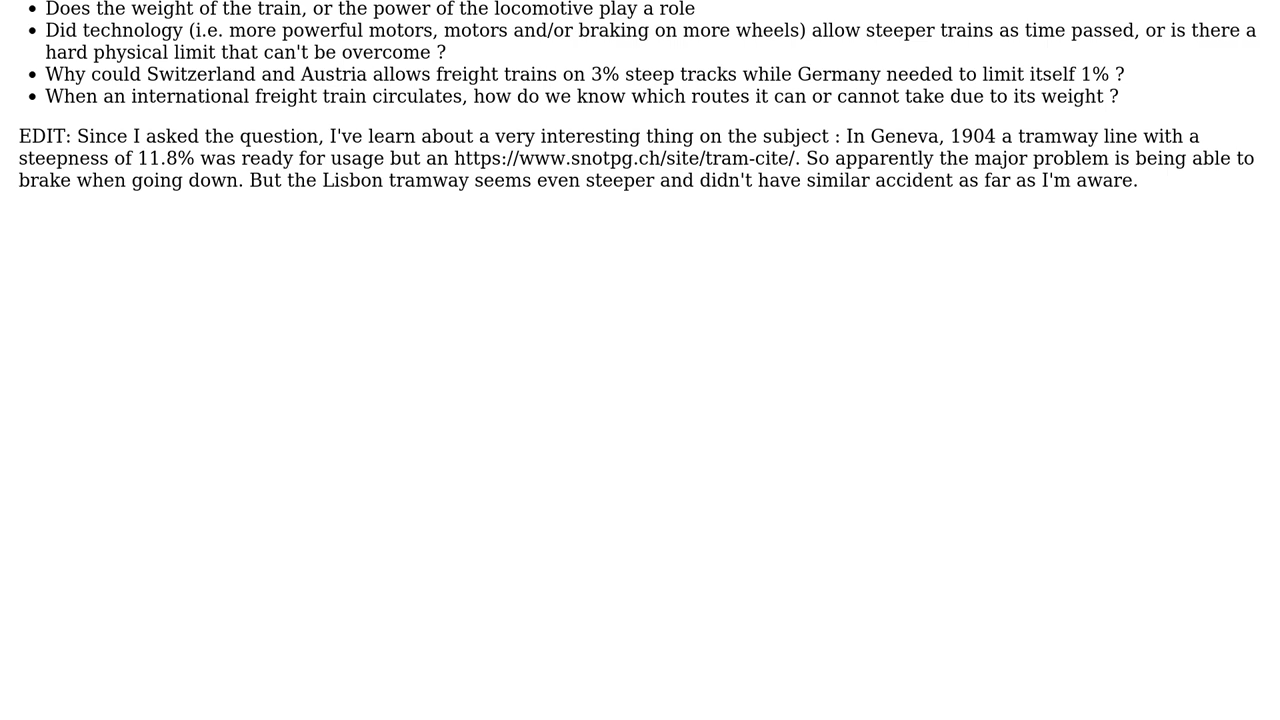 • Does the weight of the train, or the power of the locomotive play a role
• Did technology (i.e. more powerful motors, motors and/or braking on more wheels) allow steeper trains as time passed, or is there a
hard physical limit that can't be overcome ?
• Why could Switzerland and Austria allows freight trains on 3% steep tracks while Germany needed to limit itself 1% ?
• When an international freight train circulates, how do we know which routes it can or cannot take due to its weight ?
EDIT: Since I asked the question, I've learn about a very interesting thing on the subject : In Geneva, 1904 a tramway line with a
steepness of 11.8% was ready for usage but an https://www.snotpg.ch/site/tram-cite/. So apparently the major problem is being able to
brake when going down. But the Lisbon tramway seems even steeper and didn't have similar accident as far as I'm aware.